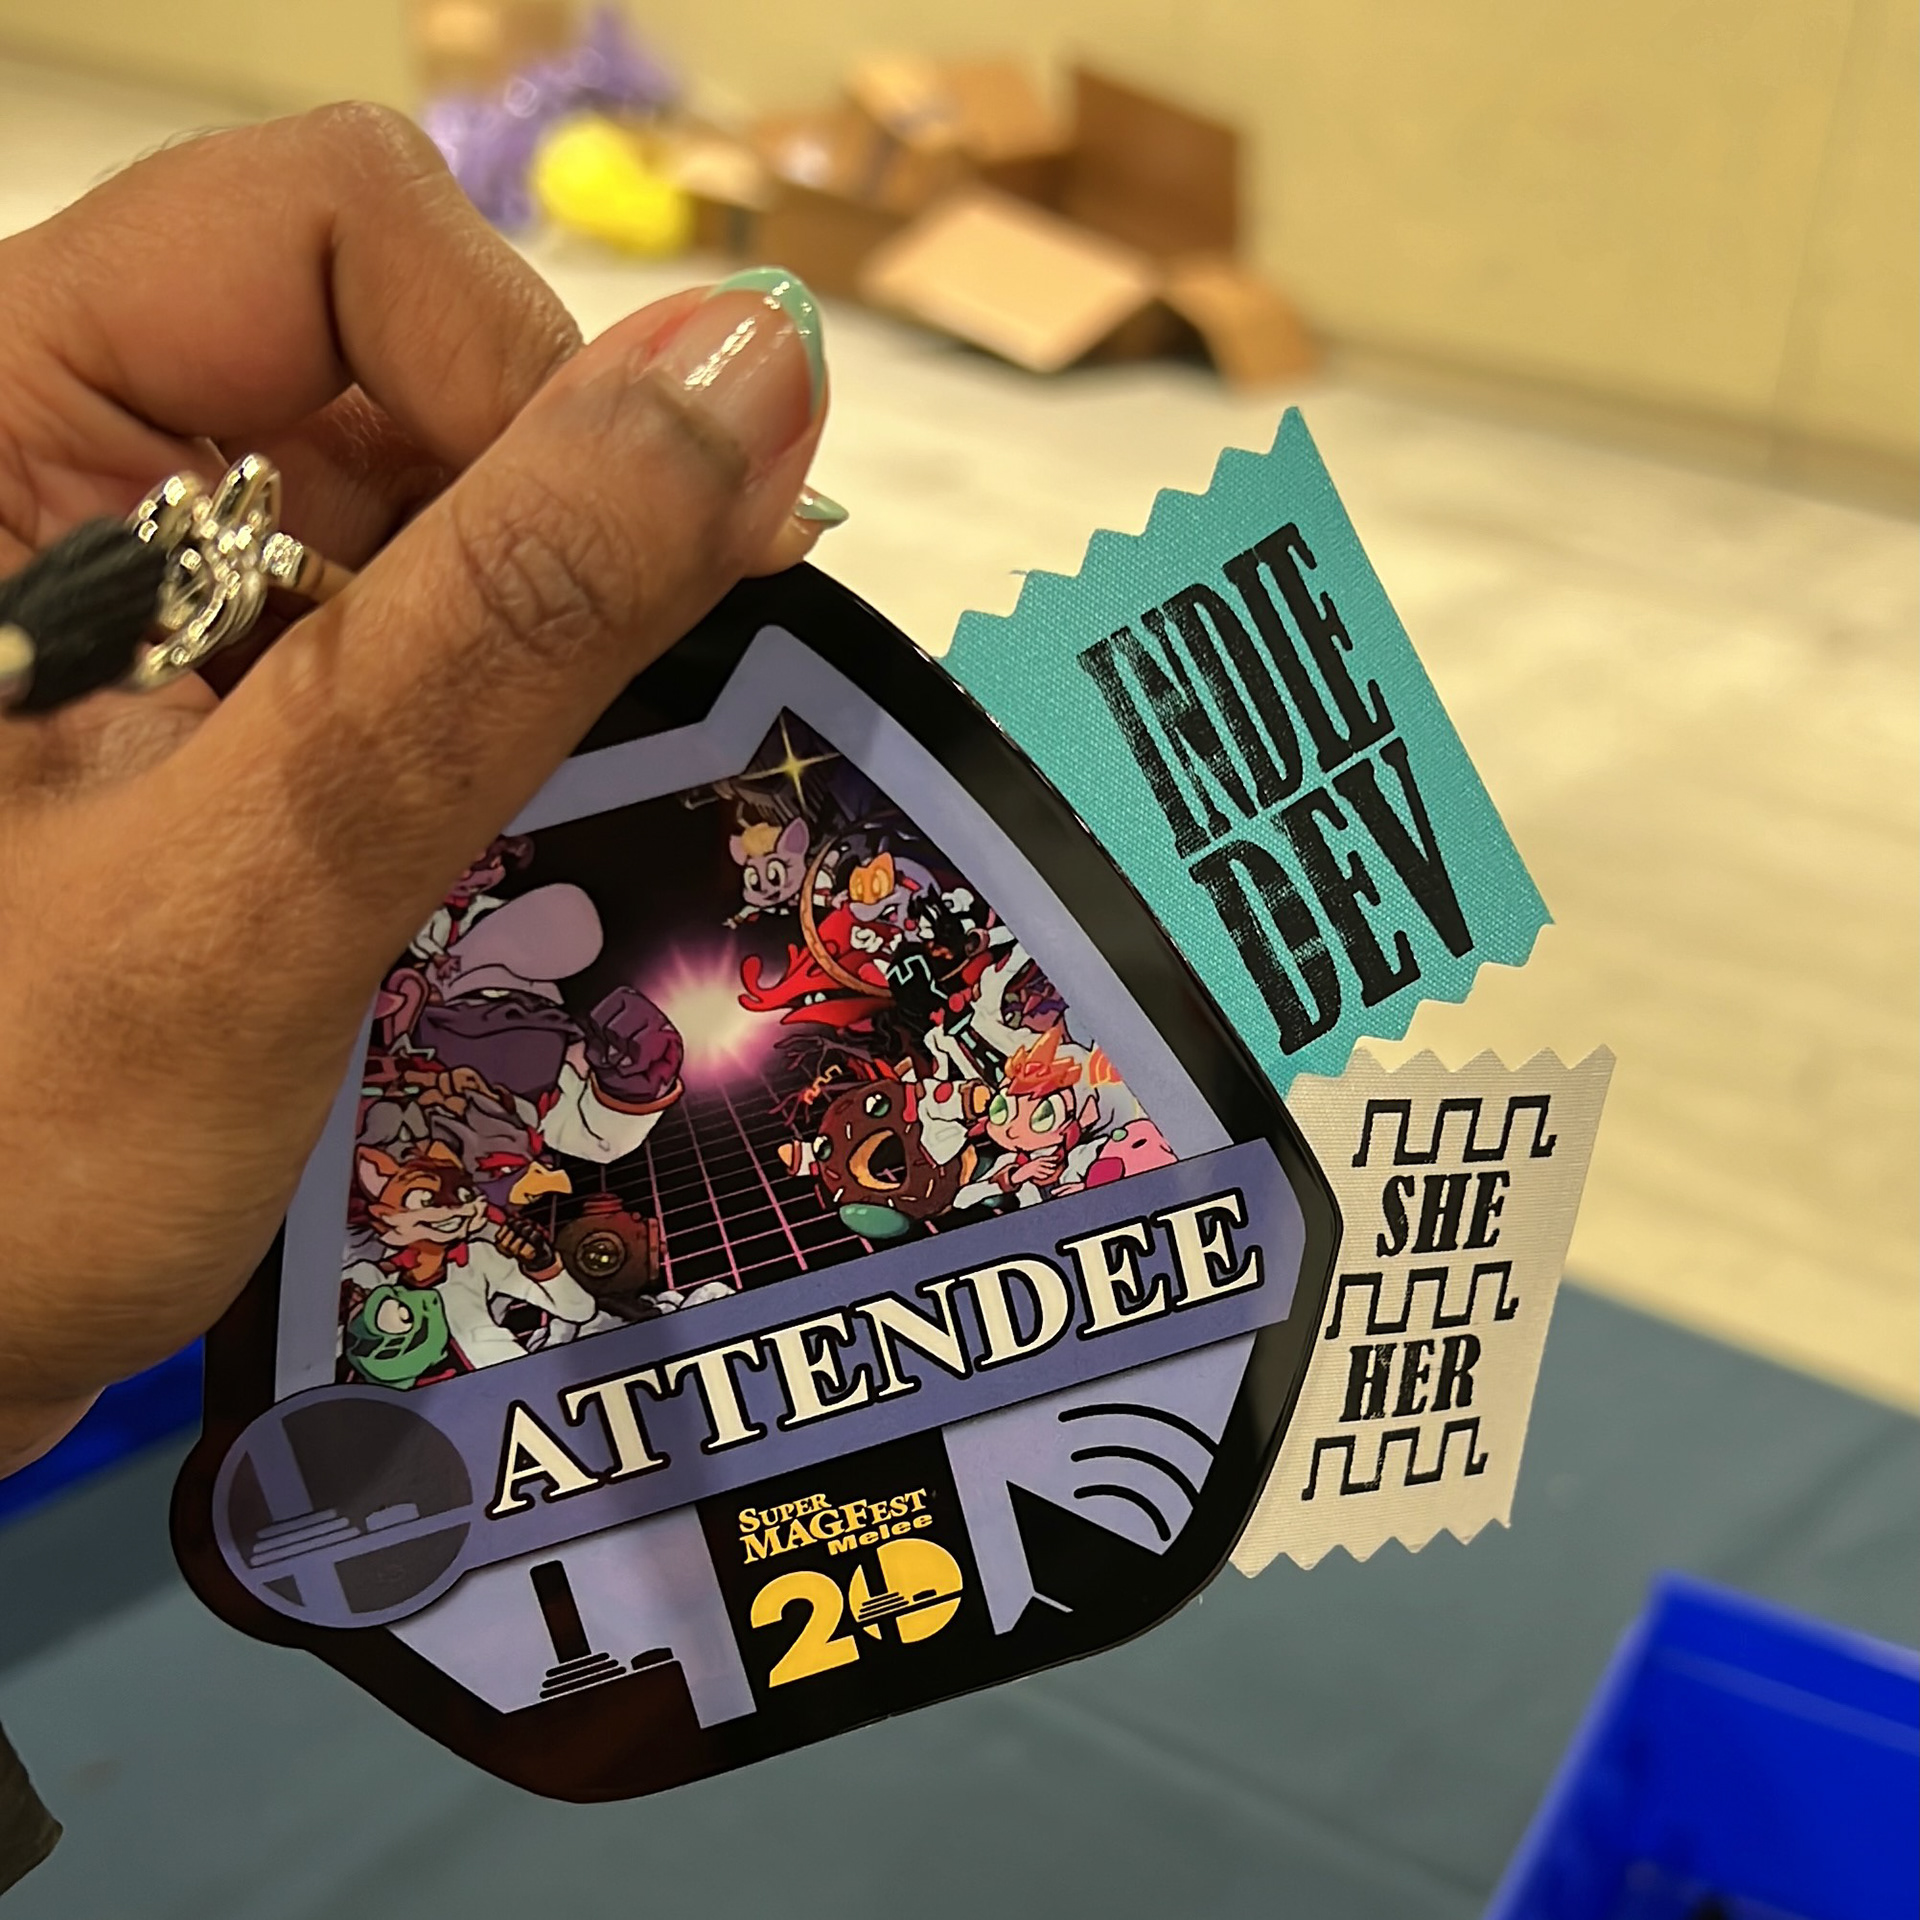 INDIE
DEV
SHE
HER
ATTENDEE
SUPER
MAGFEST
Melee
20